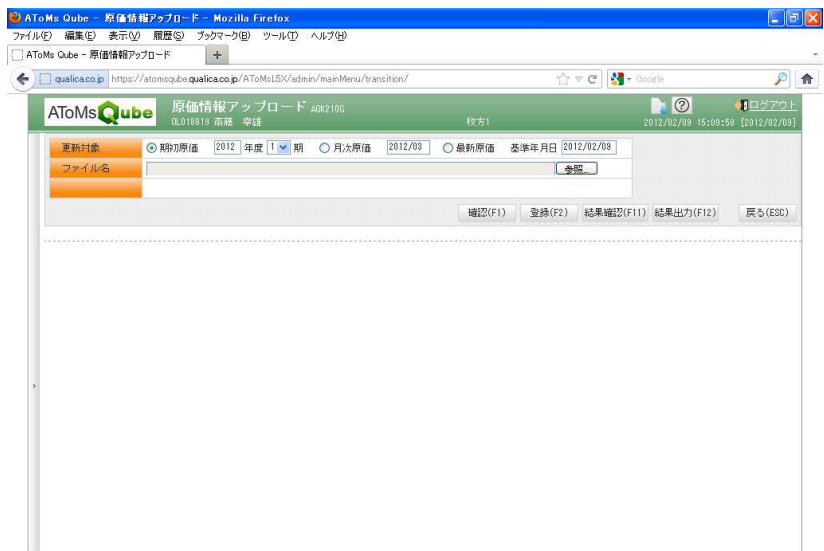 AToMs Qube - 原価情報アップロード - Mozilla Firefox
ファイル(F) 編集(E) 表示(V) 履歴(S) ブックマーク(B) ツール(T) ヘルプ(H)
AToMs Qube - 原価情報アップロード +
qualica.co.jp https://atomsqube.qualica.co.jp/AToMsL5X/admin/mainMenu/transition/ Google
AToMsQube 原価情報アップロード AQK210G ログアウト
OL018819 斎藤 幸雄 枚方1 2012/02/09 15:09:58 [2012/02/09]
更新対象 期初原価 2012 年度 1 期 月次原価 2012/03 最新原価 基準年月日 2012/02/09
ファイル名 参照...
確認(F1) 登録(F2) 結果確認(F11) 結果出力(F12) 戻る(ESC)